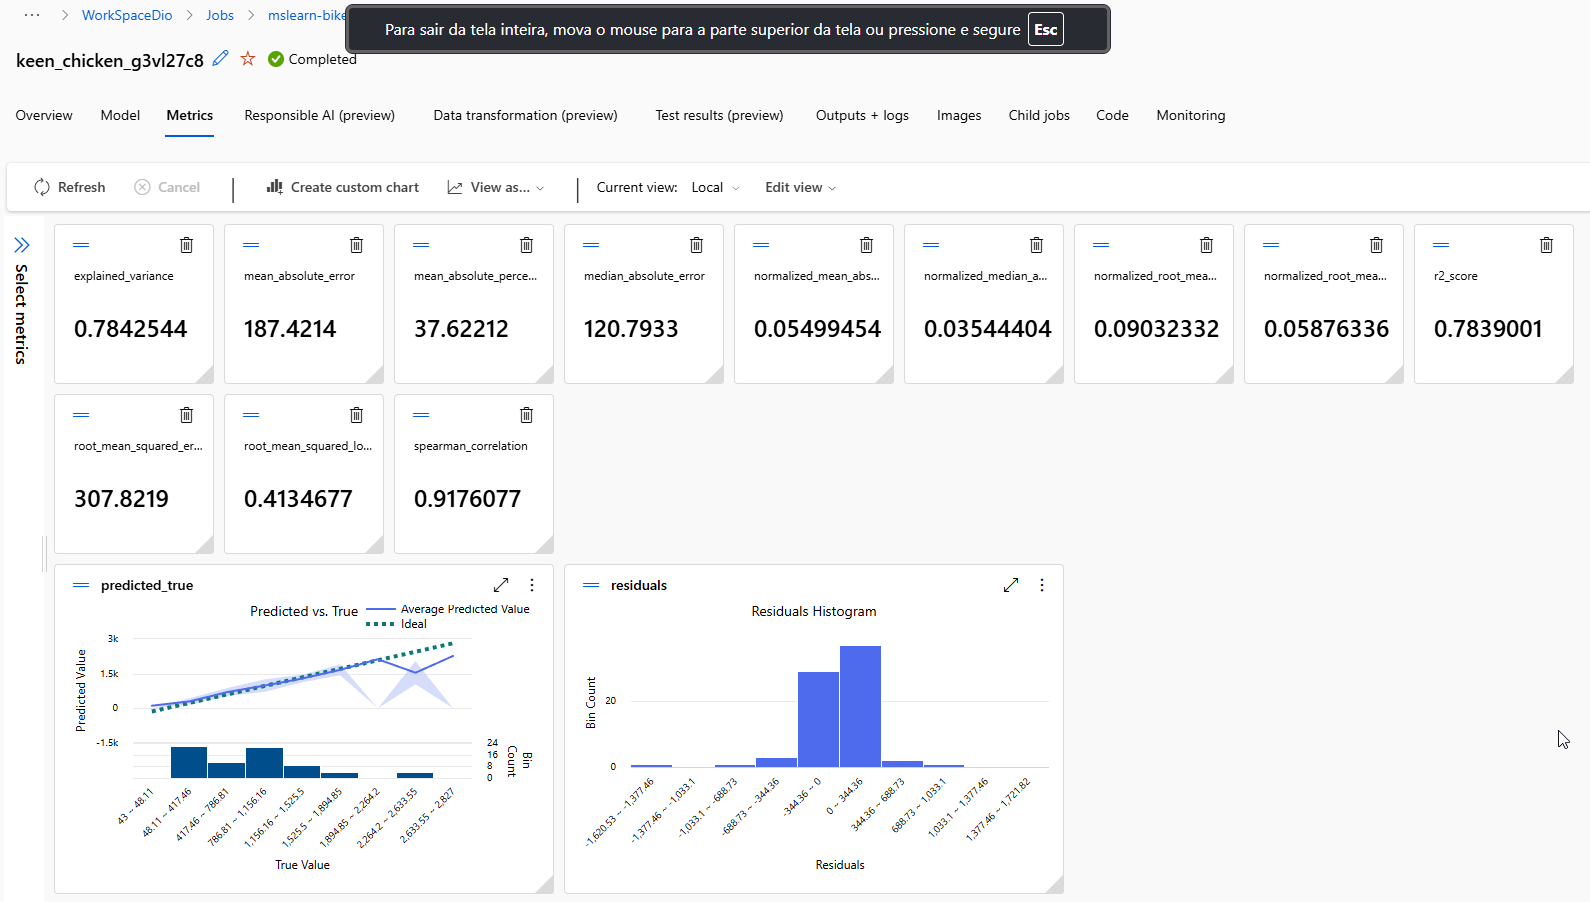 ··· > WorkSpaceDio > Jobs > mslearn-bike
Para sair da tela inteira, mova o mouse para a parte superior da tela ou pressione e segure Esc
keen_chicken_g3vl27c8 Completed
Overview Model Metrics Responsible AI (preview) Data transformation (preview) Test results (preview) Outputs + logs Images Child jobs Code Monitoring
Refresh Cancel | Create custom chart View as... | Current view: Local Edit view
Select metrics
explained_variance
0.7842544
mean_absolute_error
187.4214
mean_absolute_perce...
37.62212
median_absolute_error
120.7933
normalized_mean_abs...
0.05499454
normalized_median_a...
0.03544404
normalized_root_mea...
0.09032332
normalized_root_mea...
0.05876336
r2_score
0.7839001
root_mean_squared_er...
307.8219
root_mean_squared_lo...
0.4134677
spearman_correlation
0.9176077
predicted_true
Predicted vs. True
Average Predicted Value
Ideal
Predicted Value
3k
1.5k
0
-1.5k
24
16
8
0
Bin Count
43 ~ 48.11
48.11 ~ 417.46
417.46 ~ 786.81
786.81 ~ 1,156.16
1,156.16 ~ 1,525.5
1,525.5 ~ 1,894.85
1,894.85 ~ 2,264.2
2,264.2 ~ 2,633.55
2,633.55 ~ 2,827
True Value
residuals
Residuals Histogram
Bin Count
20
0
-1,620.53 ~ -1,377.46
-1,377.46 ~ -1,033.1
-1,033.1 ~ -688.73
-688.73 ~ -344.36
-344.36 ~ 0
0 ~ 344.36
344.36 ~ 688.73
688.73 ~ 1,033.1
1,033.1 ~ 1,377.46
1,377.46 ~ 1,721.82
Residuals